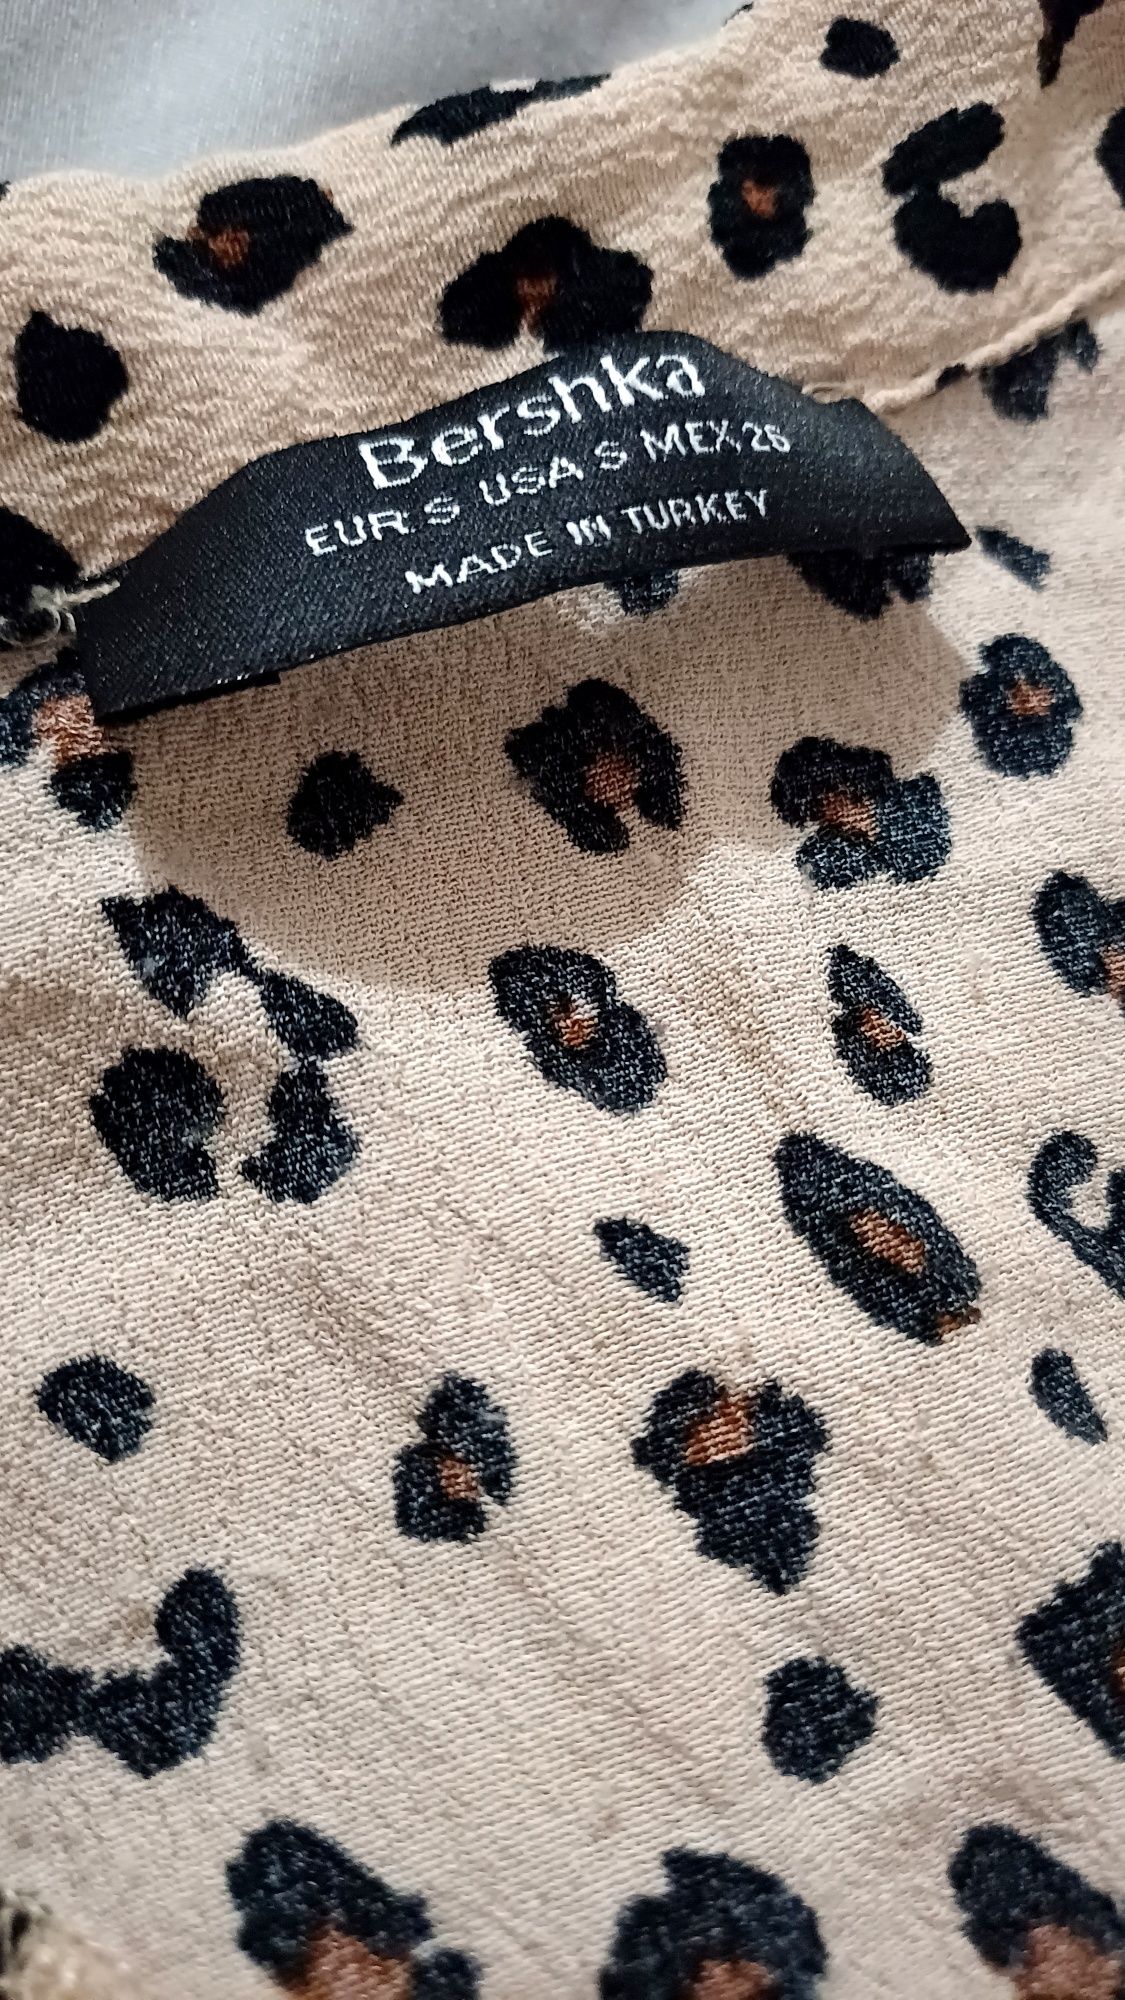 Bershka
EUR S USA S MEX 26
MADE IN TURKEY